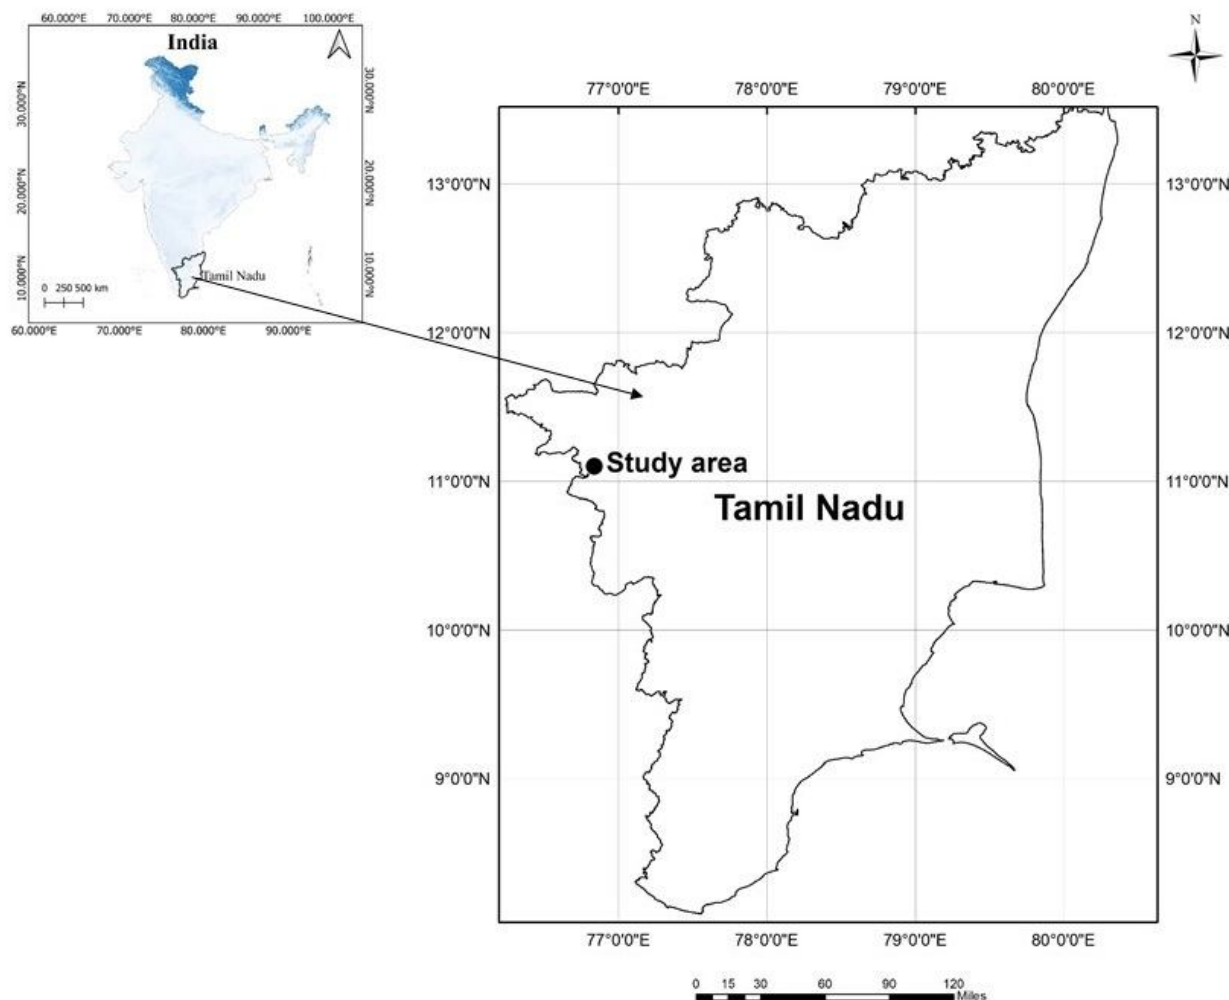 60.000°E 70.000°E 80.000°E 90.000°E 100.000°E
India
30.000°N
20.000°N
10.000°N
30.000°N
20.000°N
10.000°N
Tamil Nadu
0 250 500 km
60.000°E 70.000°E 80.000°E 90.000°E
N
77°0'0"E 78°0'0"E 79°0'0"E 80°0'0"E
13°0'0"N 13°0'0"N
12°0'0"N 12°0'0"N
Study area
11°0'0"N 11°0'0"N
Tamil Nadu
10°0'0"N 10°0'0"N
9°0'0"N 9°0'0"N
77°0'0"E 78°0'0"E 79°0'0"E 80°0'0"E
0 15 30 60 90 120
Miles